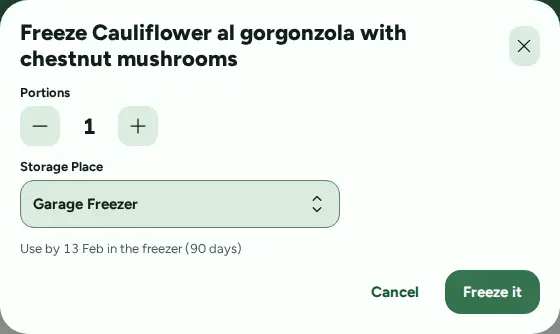 Freeze Cauliflower al gorgonzola with
chestnut mushrooms
Portions
1
Storage Place
Garage Freezer
Use by 13 Feb in the freezer (90 days)
Cancel
Freeze it